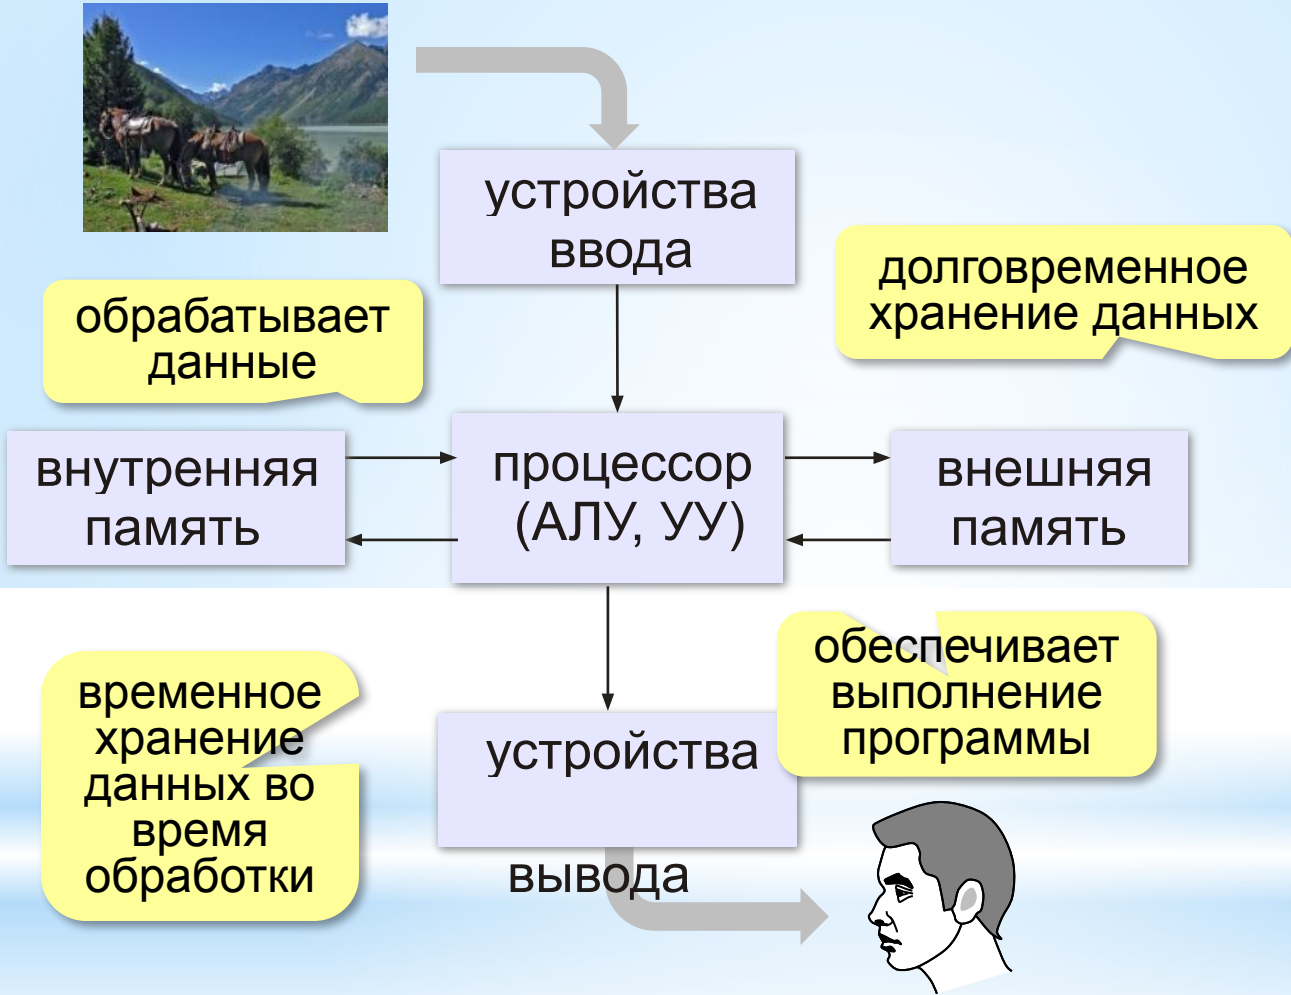 устройства
ввода
долговременное
хранение данных
обрабатывает
данные
внутренняя
память
процессор
(АЛУ, УУ)
внешняя
память
обеспечивает
выполнение
программы
временное
хранение
данных во
время
обработки
устройства
вывода